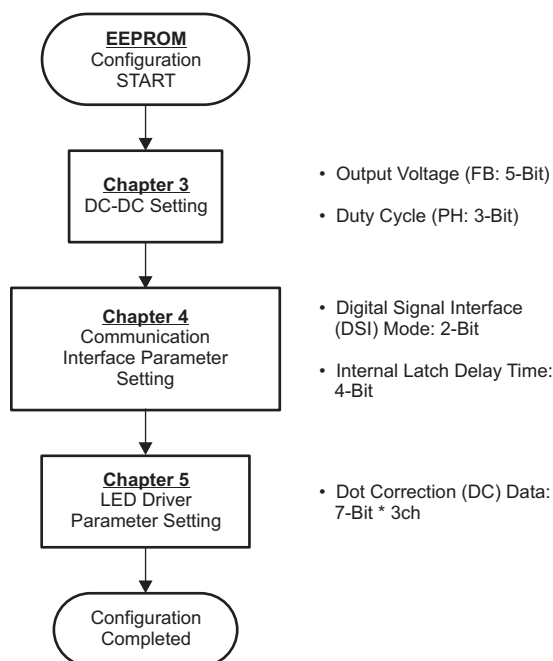 EEPROM
Configuration
START
Chapter 3
DC-DC Setting
• Output Voltage (FB: 5-Bit)
• Duty Cycle (PH: 3-Bit)
Chapter 4
Communication
Interface Parameter
Setting
• Digital Signal Interface
(DSI) Mode: 2-Bit
• Internal Latch Delay Time:
4-Bit
Chapter 5
LED Driver
Parameter Setting
• Dot Correction (DC) Data:
7-Bit * 3ch
Configuration
Completed